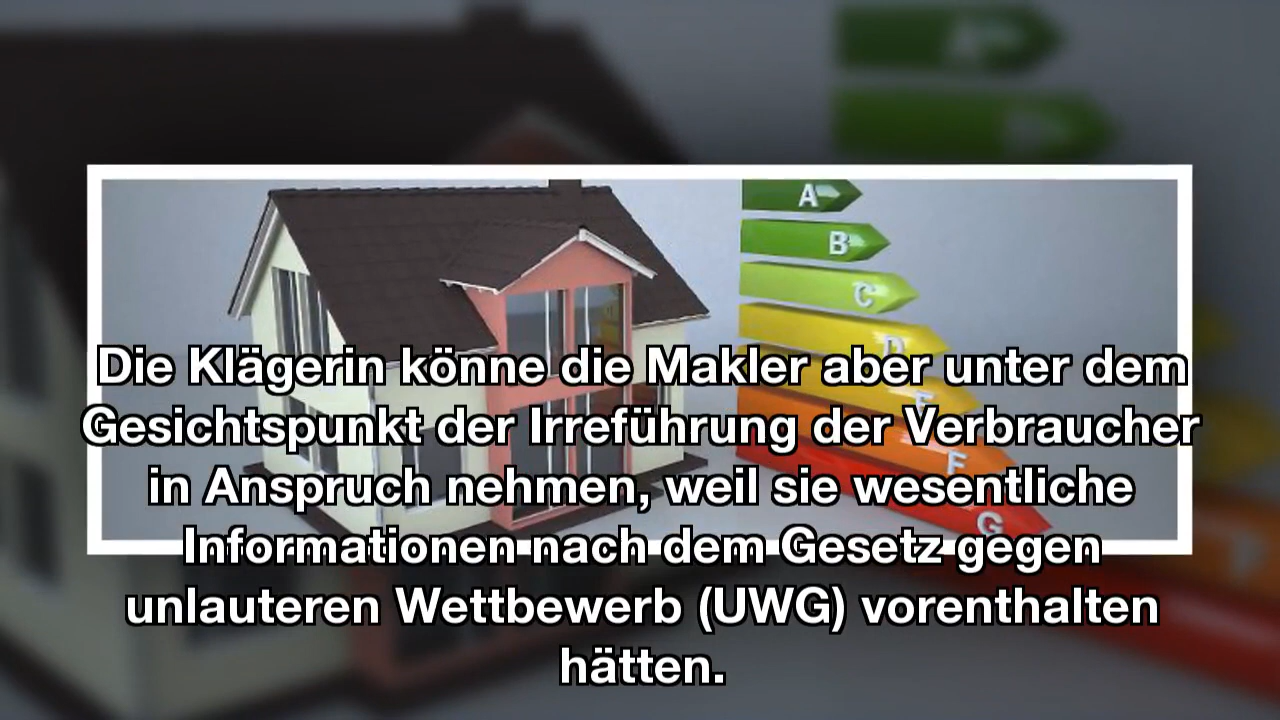 A
B
C
D
E
F
G
Die Klägerin könne die Makler aber unter dem
Gesichtspunkt der Irreführung der Verbraucher
in Anspruch nehmen, weil sie wesentliche
Informationen nach dem Gesetz gegen
unlauteren Wettbewerb (UWG) vorenthalten
hätten.